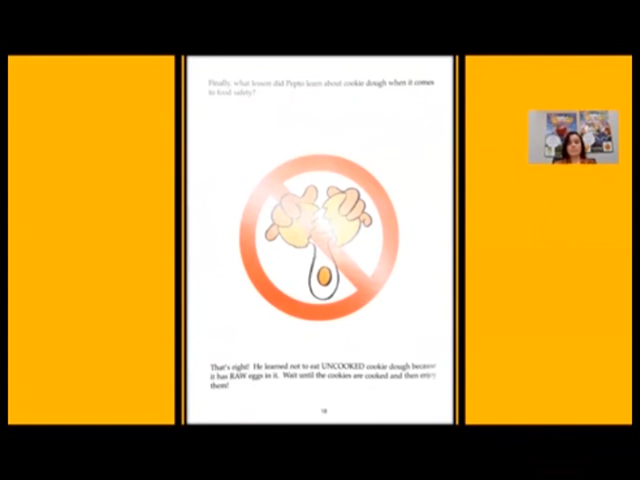 Finally, what lesson did Pepto learn about cookie dough when it comes
to food safety?
That's right! He learned not to eat UNCOOKED cookie dough because
it has RAW eggs in it. Wait until the cookies are cooked and then enjoy
them!
18